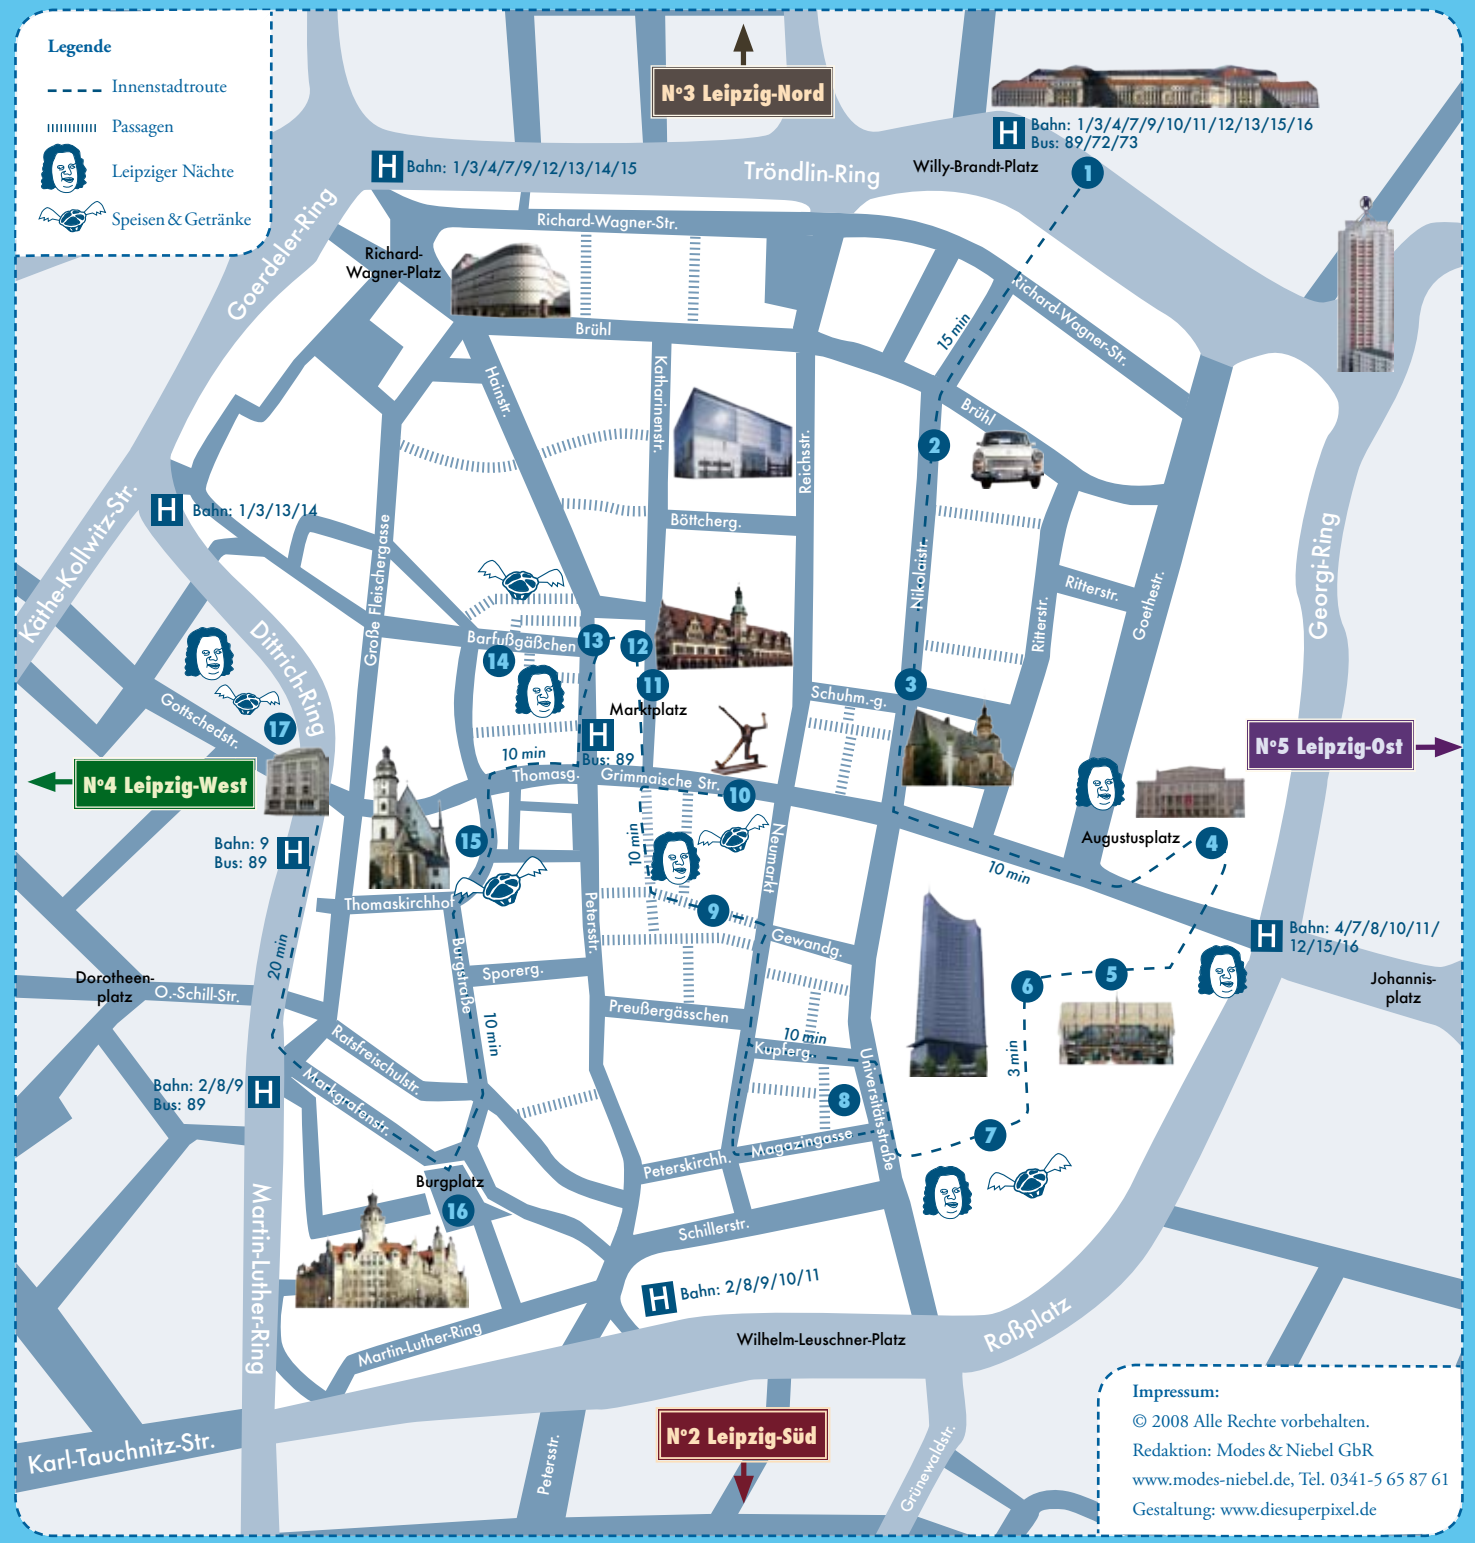 Legende
Innenstadtroute
Passagen
Leipziger Nächte
Speisen & Getränke
Nº3 Leipzig-Nord
H Bahn: 1/3/4/7/9/10/11/12/13/15/16
Bus: 89/72/73
Willy-Brandt-Platz
1
H Bahn: 1/3/4/7/9/12/13/14/15
Tröndlin-Ring
Goerdeler-Ring
Richard-Wagner-Str.
Richard-
Wagner-Platz
Brühl
15 min
Richard-Wagner-Str.
Hainstr.
Katharinenstr.
Reichsstr.
Brühl
2
Käthe-Kollwitz-Str.
H Bahn: 1/3/13/14
Große Fleischergasse
Böttcherg.
Nikolaistr.
Ritterstr.
Ritterstr.
Goethestr.
Georgi-Ring
Dittrich-Ring
Barfußgäßchen
13
12
14
11
Marktplatz
3
Schuhm.-g.
Gottschedstr.
17
H
Bus: 89
10 min
Thomasg.
Grimmaische Str.
10
Nº4 Leipzig-West
Nº5 Leipzig-Ost
Augustusplatz
4
10 min
Bahn: 9
Bus: 89
H
15
10 min
Neumarkt
Thomaskirchhof
Petersstr.
9
Gewandg.
H Bahn: 4/7/8/10/11/
12/15/16
20 min
Burgstraße
Sporerg.
Dorotheen-
platz
O.-Schill-Str.
6
5
Johannis-
platz
Preußergässchen
10 min
10 min
Kupferg.
3 min
Ratsfreischulstr.
Markgrafenstr.
Bahn: 2/8/9
Bus: 89
H
8
Universitätsstraße
Magazingasse
Peterskirchh.
7
Burgplatz
16
Schillerstr.
Martin-Luther-Ring
H Bahn: 2/8/9/10/11
Martin-Luther-Ring
Wilhelm-Leuschner-Platz
Roßplatz
Karl-Tauchnitz-Str.
Petersstr.
Nº2 Leipzig-Süd
Grünewaldstr.
Impressum:
© 2008 Alle Rechte vorbehalten.
Redaktion: Modes & Niebel GbR
www.modes-niebel.de, Tel. 0341-5 65 87 61
Gestaltung: www.diesuperpixel.de